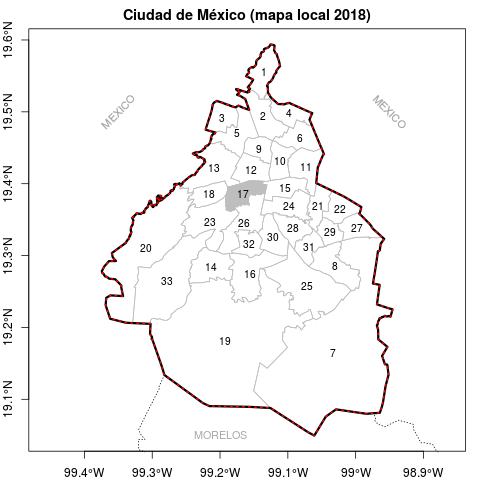 Ciudad de México (mapa local 2018)
19.6°N
19.5°N
19.4°N
19.3°N
19.2°N
19.1°N
MEXICO
MEXICO
1
2
3
4
5
6
9
10
11
12
13
15
17
18
24
21
22
23
26
28
29
27
30
32
31
20
14
16
8
33
25
19
7
MORELOS
99.4°W
99.3°W
99.2°W
99.1°W
99°W
98.9°W